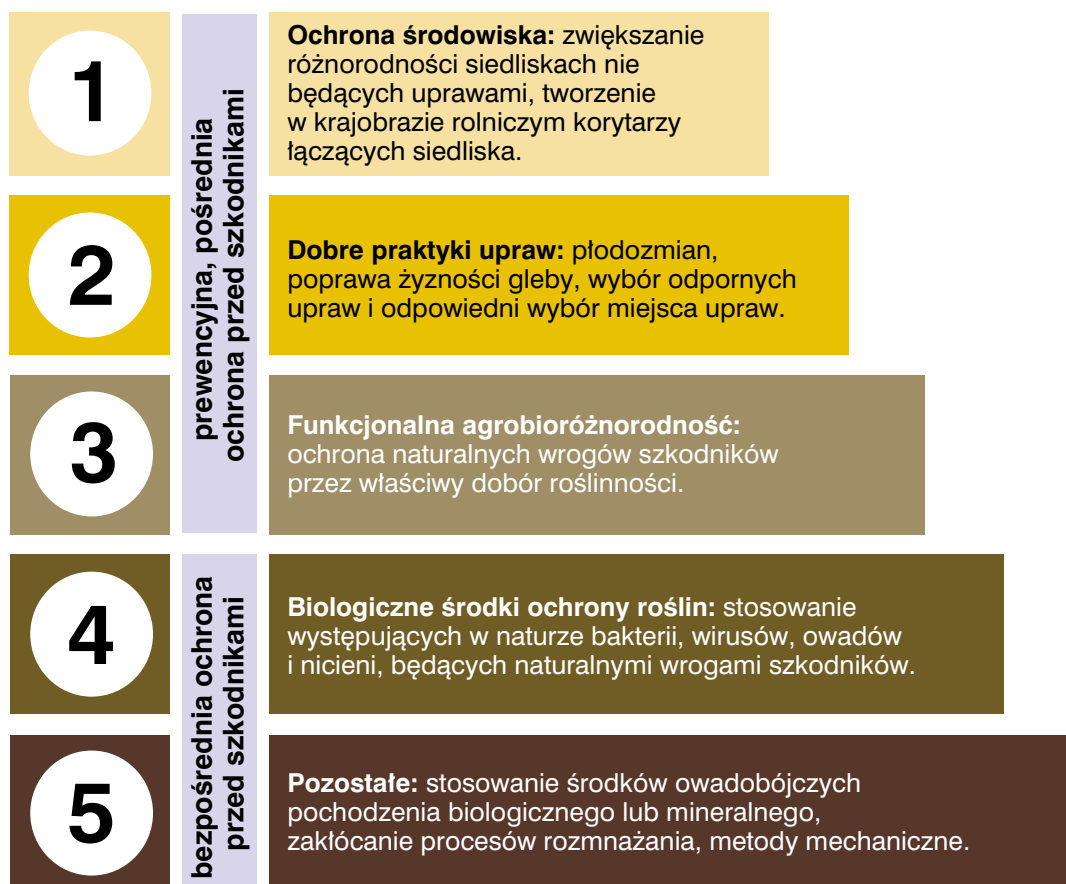 1
prewencyjna, pośrednia
ochrona przed szkodnikami
Ochrona środowiska: zwiększanie
różnorodności siedliskach nie
będących uprawami, tworzenie
w krajobrazie rolniczym korytarzy
łączących siedliska.
2
Dobre praktyki upraw: płodozmian,
poprawa żyzności gleby, wybór odpornych
upraw i odpowiedni wybór miejsca upraw.
3
Funkcjonalna agrobioróżnorodność:
ochrona naturalnych wrogów szkodników
przez właściwy dobór roślinności.
4
bezpośrednia ochrona
przed szkodnikami
Biologiczne środki ochrony roślin: stosowanie
występujących w naturze bakterii, wirusów, owadów
i nicieni, będących naturalnymi wrogami szkodników.
5
Pozostałe: stosowanie środków owadobójczych
pochodzenia biologicznego lub mineralnego,
zakłócanie procesów rozmnażania, metody mechaniczne.